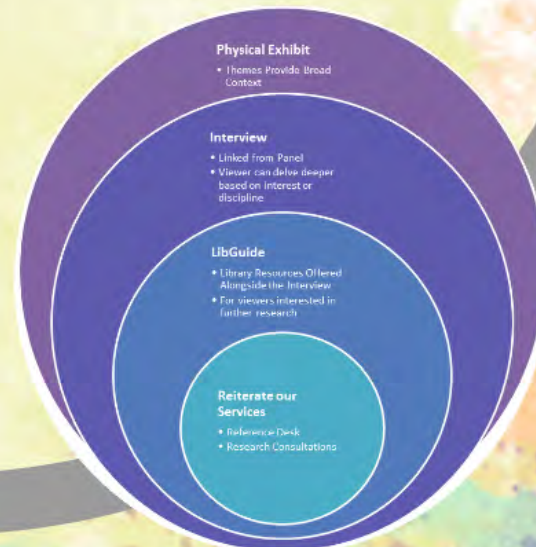 Physical Exhibit
• Themes Provide Broad
Context
Interview
• Linked from Panel
• Viewer can delve deeper
based on interest or
discipline
LibGuide
• Library Resources Offered
Alongside the Interview
• For viewers interested in
further research
Reiterate our
Services
• Reference Desk
• Research Consultations